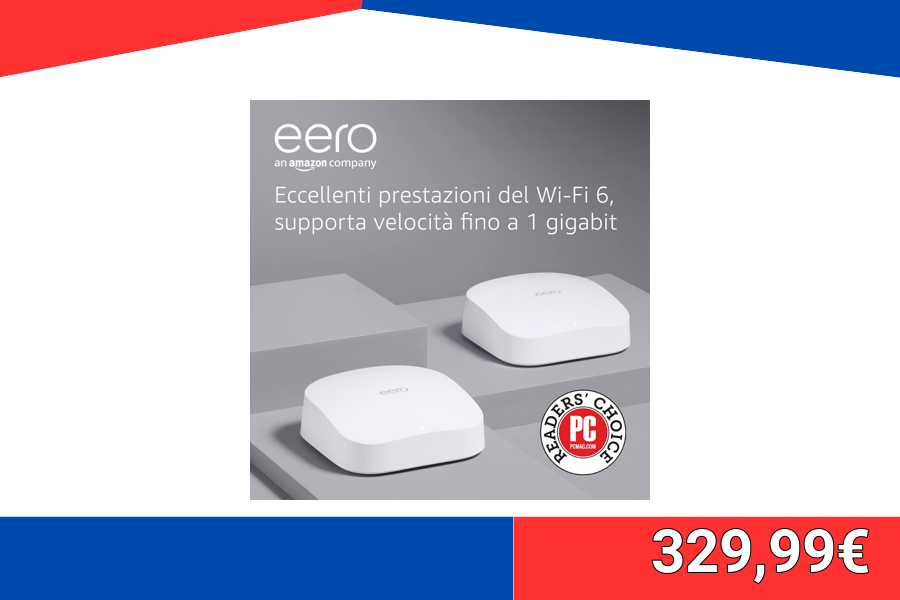 eero
an amazon company
Eccellenti prestazioni del Wi-Fi 6,
supporta velocità fino a 1 gigabit
eero
eero
READERS' CHOICE
PC
PCMAG.COM
329,99€